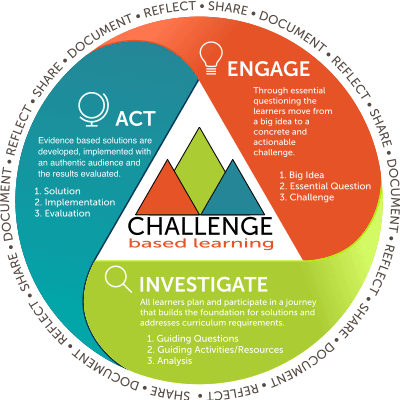 DOCUMENT • REFLECT • SHARE • DOCUMENT • REFLECT • SHARE • DOCUMENT • REFLECT • SHARE • DOCUMENT • REFLECT • SHARE • DOCUMENT • REFLECT • SHARE •
ENGAGE
Through essential
questioning the
learners move from
a big idea to a
concrete and
actionable
challenge.
1. Big Idea
2. Essential Question
3. Challenge
ACT
Evidence based solutions are
developed, implemented with
an authentic audience and
the results evaluated.
1. Solution
2. Implementation
3. Evaluation
CHALLENGE
based learning
INVESTIGATE
All learners plan and participate in a journey
that builds the foundation for solutions and
addresses curriculum requirements.
1. Guiding Questions
2. Guiding Activities/Resources
3. Analysis